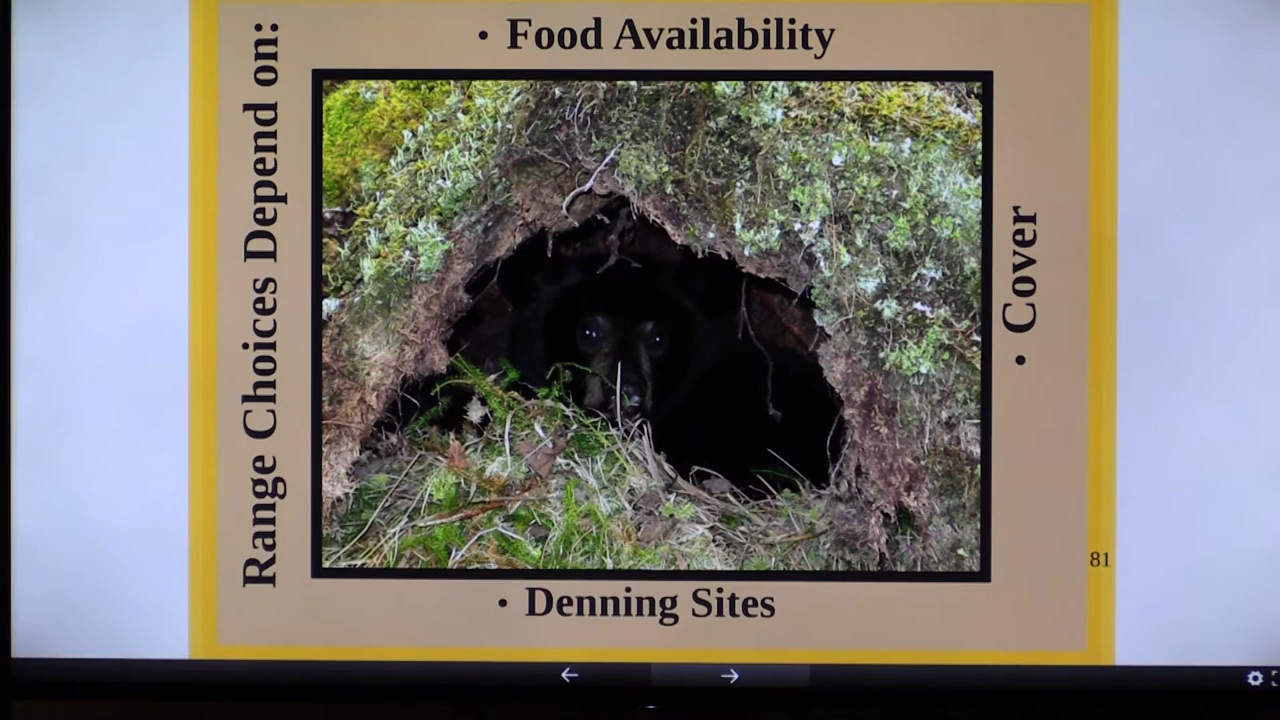 Range Choices Depend on:
• Food Availability
• Cover
• Denning Sites
81